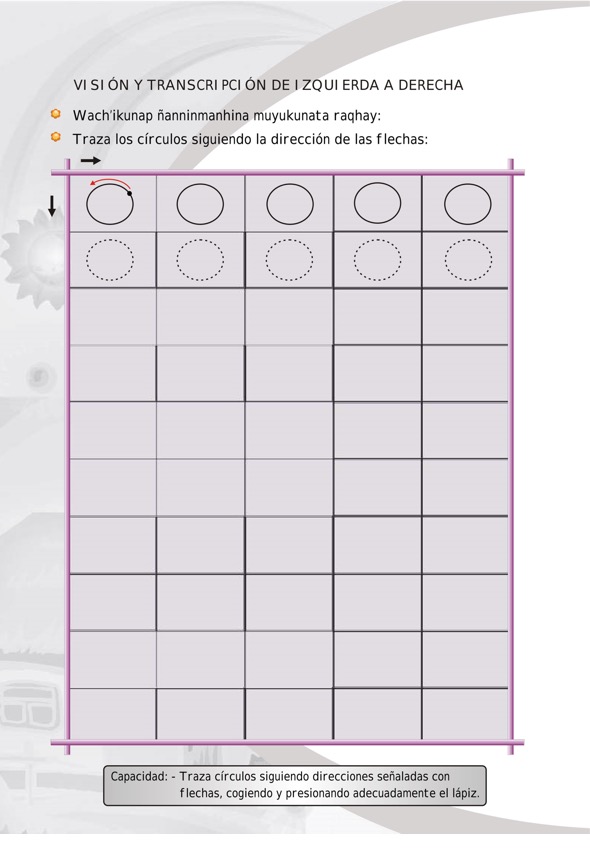 VISIÓN Y TRANSCRIPCIÓN DE IZQUIERDA A DERECHA
Wach'ikunap ñanninmanhina muyukunata raqhay:
Traza los círculos siguiendo la dirección de las flechas:
Capacidad: - Traza círculos siguiendo direcciones señaladas con
flechas, cogiendo y presionando adecuadamente el lápiz.